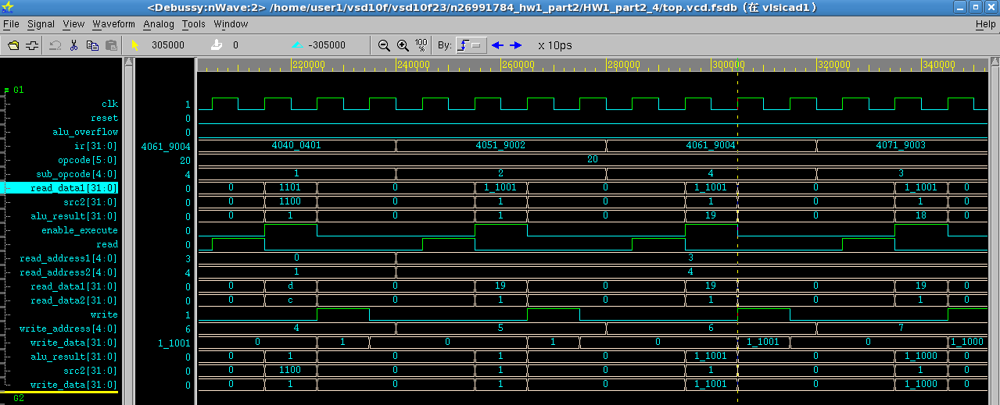 <Debussy:nWave:2> /home/user1/vsd10f/vsd10f23/n26991784_hw1_part2/HW1_part2_4/top.vcd.fsdb (在 vlsicad1)
File Signal View Waveform Analog Tools Window Help
305000 0 -305000 100 % By: x 10ps
220000 240000 260000 280000 300000 320000 340000
G1
clk 1
reset 0
alu_overflow 0
ir[31:0] 4061_9004 4040_0401 4051_9002 4061_9004 4071_9003
opcode[5:0] 20 20
sub_opcode[4:0] 4 1 2 4 3
read_data1[31:0] 0 0 1101 0 1_1001 0 1_1001 0 1_1001 0
src2[31:0] 0 0 1100 0 1 0 1 0 1 0
alu_result[31:0] 0 0 1 0 1 0 19 0 18 0
enable_execute 0
read 0
read_address1[4:0] 3 0 3
read_address2[4:0] 4 1 4
read_data1[31:0] 0 0 d 0 19 0 19 0 19 0
read_data2[31:0] 0 0 c 0 1 0 1 0 1 0
write 1
write_address[4:0] 6 4 5 6 7
write_data[31:0] 1_1001 0 1 0 1 0 1_1001 0 1_1000
alu_result[31:0] 0 0 1 0 1 0 1_1001 0 1_1000 0
src2[31:0] 0 0 1100 0 1 0 1 0 1 0
write_data[31:0] 0 0 1 0 1 0 1_1001 0 1_1000 0
G2